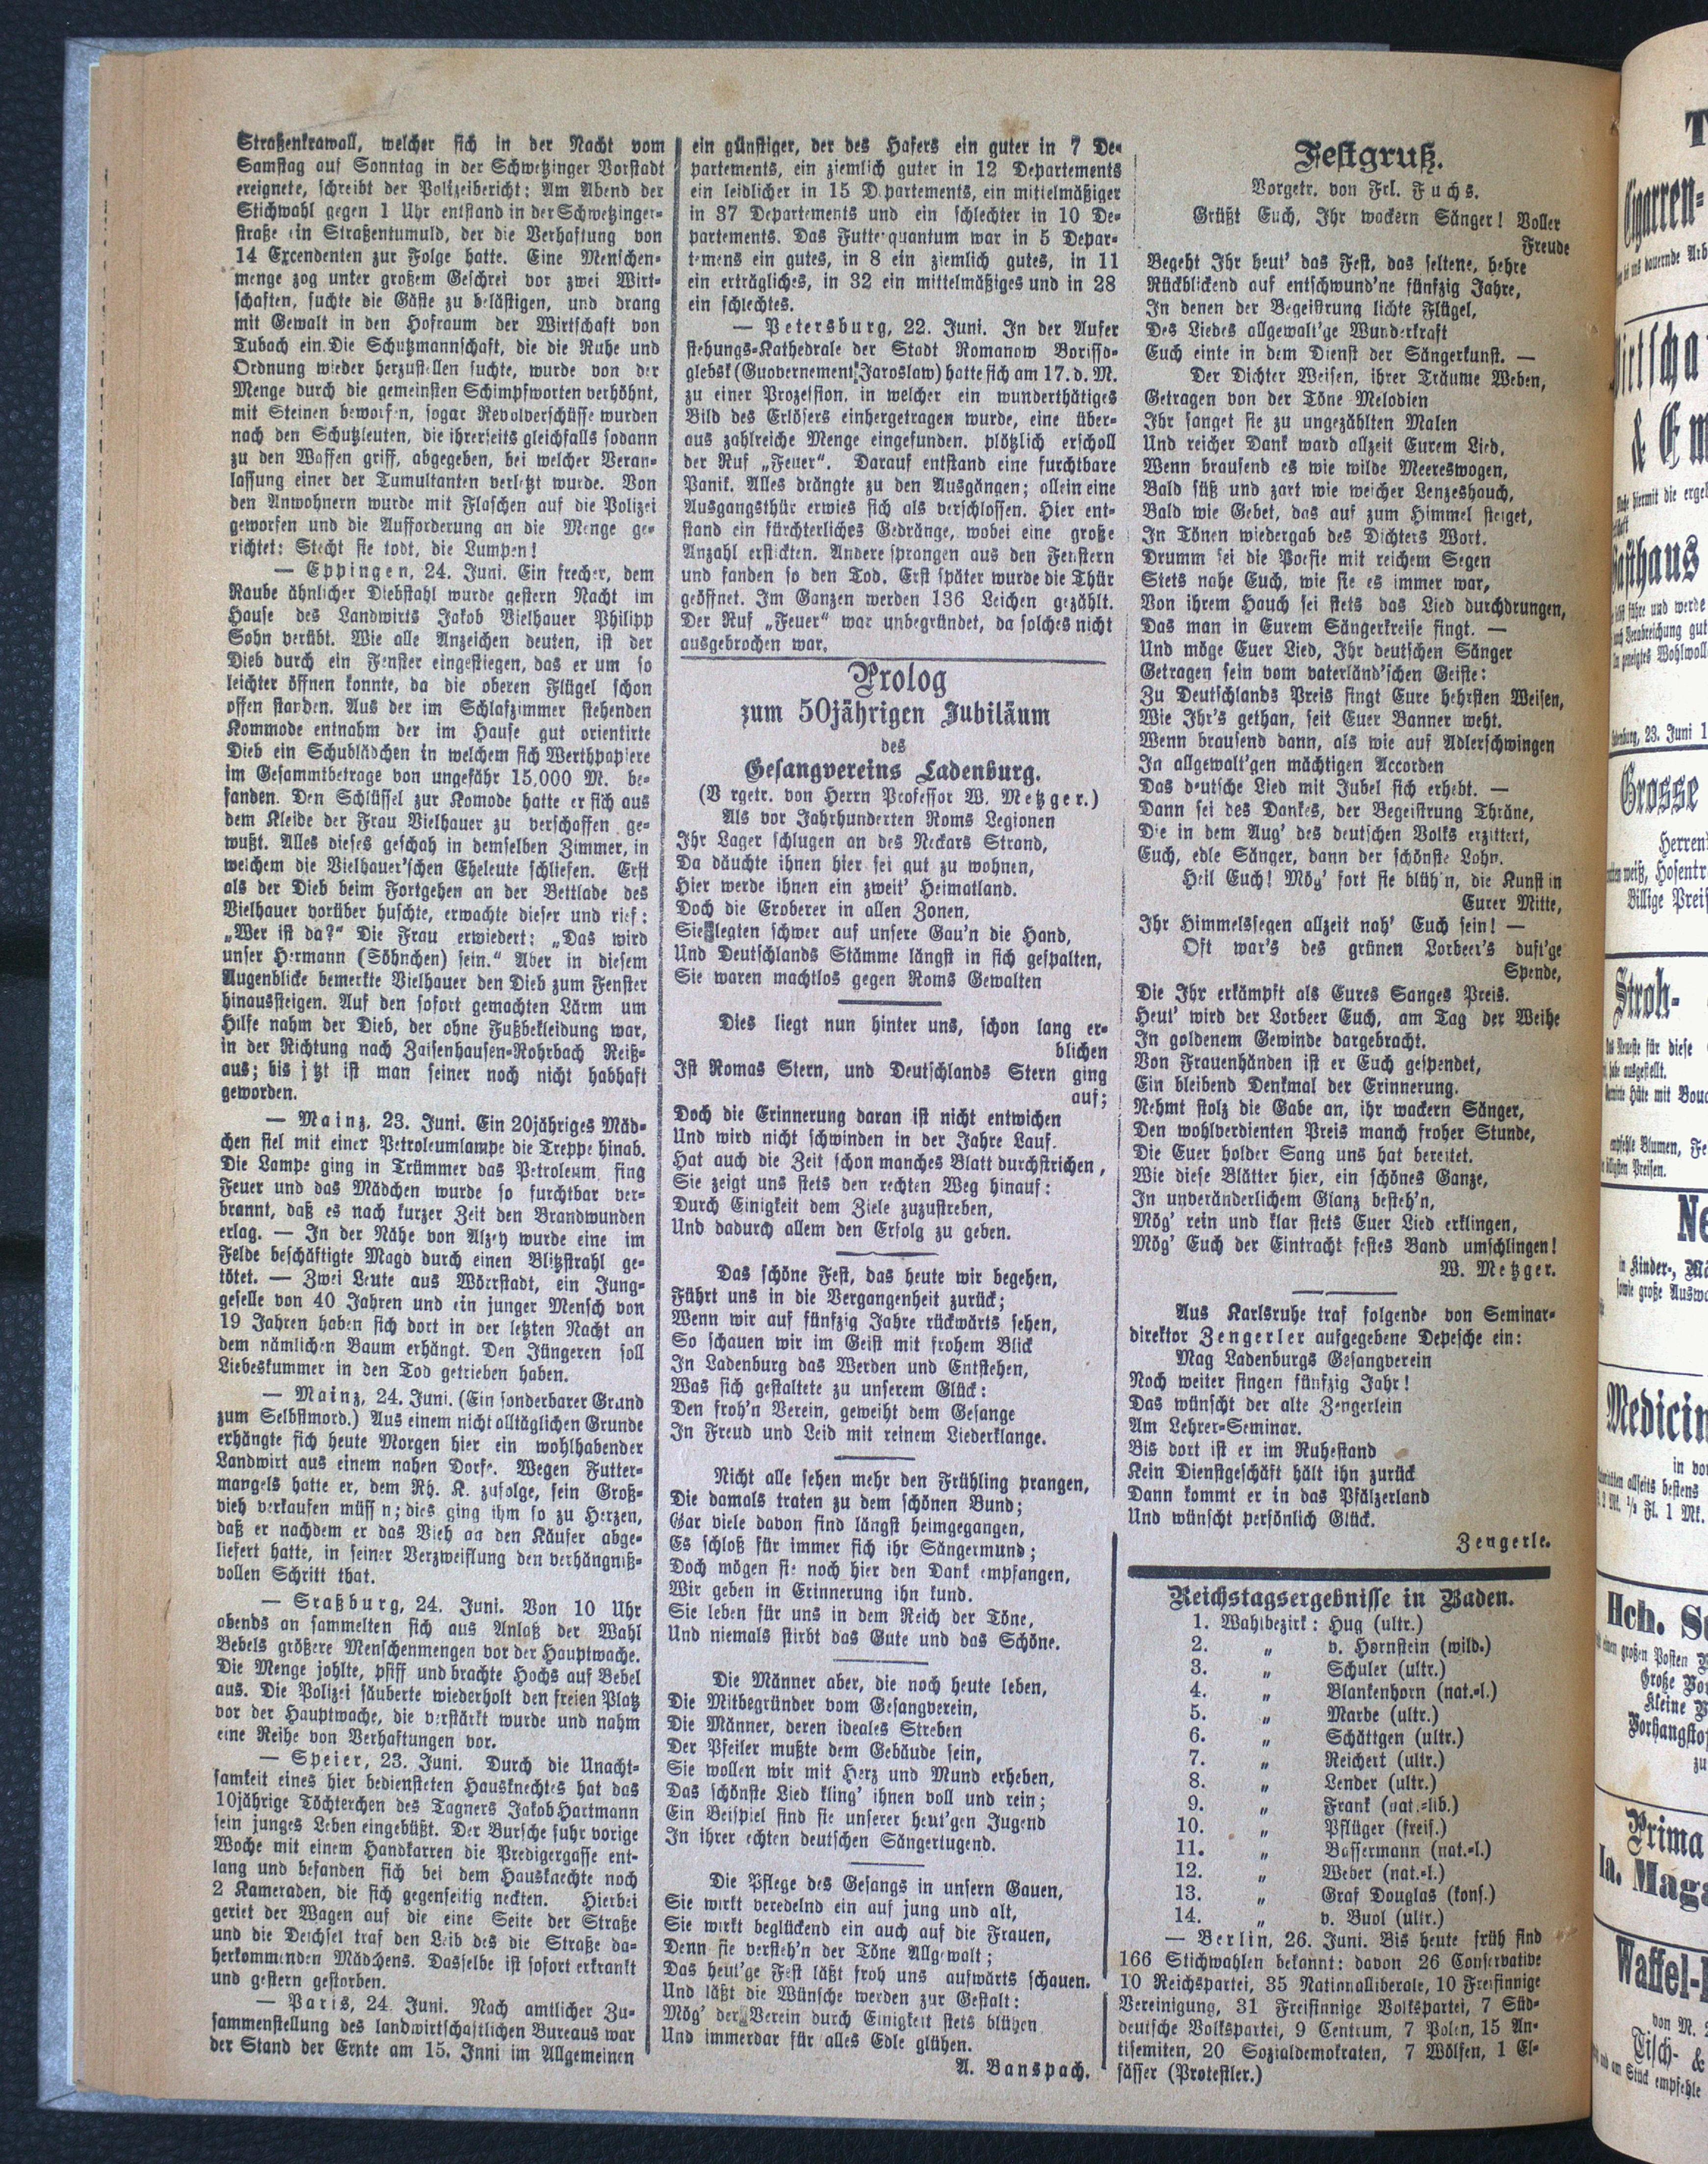 Straßenkrawall, welcher sich in der Nacht vom
Samstag auf Sonntag in der Schwetzinger Vorstadt
ereignete, schreibt der Polizeibericht: Am Abend der
Stichwahl gegen 1 Uhr entstand in der Schwetzinger-
straße ein Straßentumuld, der die Verhaftung von
14 Excendenten zur Folge hatte. Eine Menschen-
menge zog unter großem Geschrei vor zwei Wirt-
schaften, suchte die Gäste zu belästigen, und drang
mit Gewalt in den Hofraum der Wirtschaft von
Tubach ein. Die Schutzmannschaft, die die Ruhe und
Ordnung wieder herzustellen suchte, wurde von der
Menge durch die gemeinsten Schimpfworten verhöhnt,
mit Steinen beworfen, sogar Revolverschüsse wurden
nach den Schutzleuten, die ihrerseits gleichfalls sodann
zu den Waffen griff, abgegeben, bei welcher Veran-
lassung einer der Tumultanten verletzt wurde. Von
den Anwohnern wurde mit Flaschen auf die Polizei
geworfen und die Aufforderung an die Menge ge-
richtet: Stecht sie todt, die Lumpen!
— Eppingen, 24. Juni. Ein frecher, dem
Raube ähnlicher Diebstahl wurde gestern Nacht im
Hause des Landwirts Jakob Vielhauer Philipp
Sohn verübt. Wie alle Anzeichen deuten, ist der
Dieb durch ein Fenster eingestiegen, das er um so
leichter öffnen konnte, da die oberen Flügel schon
offen standen. Aus der im Schlafzimmer stehenden
Kommode entnahm der im Hause gut orientirte
Dieb ein Schublädchen in welchem sich Werthpapiere
im Gesammtbetrage von ungefähr 15,000 M. be-
fanden. Den Schlüssel zur Komode hatte er sich aus
dem Kleide der Frau Vielhauer zu verschaffen ge-
wußt. Alles dieses geschah in demselben Zimmer, in
welchem die Vielhauer'schen Eheleute schliefen. Erst
als der Dieb beim Fortgehen an der Bettlade des
Vielhauer vorüber huschte, erwachte dieser und rief:
„Wer ist da?“ Die Frau erwiedert: „Das wird
unser Hermann (Söhnchen) sein.“ Aber in diesem
Augenblicke bemerkte Vielhauer den Dieb zum Fenster
hinaussteigen. Auf den sofort gemachten Lärm um
Hilfe nahm der Dieb, der ohne Fußbekleidung war,
in der Richtung nach Zaisenhausen-Rohrbach Reiß-
aus; bis jtzt ist man seiner noch nicht habhaft
geworden.
— Mainz, 23. Juni. Ein 20jähriges Mäd-
chen fiel mit einer Petroleumlampe die Treppe hinab.
Die Lampe ging in Trümmer das Petroleum fing
Feuer und das Mädchen wurde so furchtbar ver-
brannt, daß es nach kurzer Zeit den Brandwunden
erlag. — In der Nähe von Alzey wurde eine im
Felde beschäftigte Magd durch einen Blitzstrahl ge-
tötet. — Zwei Leute aus Wörrstadt, ein Jung-
geselle von 40 Jahren und ein junger Mensch von
19 Jahren haben sich dort in der letzten Nacht an
dem nämlichen Baum erhängt. Den Jüngeren soll
Liebeskummer in den Tod getrieben haben.
— Mainz, 24. Juni. (Ein sonderbarer Grund
zum Selbstmord.) Aus einem nicht alltäglichen Grunde
erhängte sich heute Morgen hier ein wohlhabender
Landwirt aus einem nahen Dorfe. Wegen Futter-
mangels hatte er, dem Rh. K. zufolge, sein Groß-
vieh verkaufen müssn; dies ging ihm so zu Herzen,
daß er nachdem er das Vieh an den Käufer abge-
liefert hatte, in seiner Verzweiflung den verhängniß-
vollen Schritt that.
— Sraßburg, 24. Juni. Von 10 Uhr
abends an sammelten sich aus Anlaß der Wahl
Bebels größere Menschenmengen vor der Hauptwache.
Die Menge johlte, pfiff und brachte Hochs auf Bebel
aus. Die Polizei säuberte wiederholt den freien Platz
vor der Hauptwache, die verstärkt wurde und nahm
eine Reihe von Verhaftungen vor.
— Speier, 23. Juni. Durch die Unacht-
samkeit eines hier bediensteten Hausknechtes hat das
10jährige Töchterchen des Tagners Jakob Hartmann
sein junges Leben eingebüßt. Der Bursche fuhr vorige
Woche mit einem Handkarren die Predigergasse ent-
lang und befanden sich bei dem Hausknechte noch
2 Kameraden, die sich gegenseitig neckten. Hierbei
geriet der Wagen auf die eine Seite der Straße
und die Deichsel traf den Leib des die Straße da-
herkommenden Mädchens. Dasselbe ist sofort erkrankt
und gestern gestorben.
— Paris, 24. Juni. Nach amtlicher Zu-
sammenstellung des landwirtschaftlichen Bureaus war
der Stand der Ernte am 15. Inni im Allgemeinen
ein günstiger, der des Hafers ein guter in 7 De-
partements, ein ziemlich guter in 12 Departements
ein leidlicher in 15 D.partements, ein mittelmäßiger
in 37 Departements und ein schlechter in 10 De-
partements. Das Futterquantum war in 5 Depar-
temens ein gutes, in 8 ein ziemlich gutes, in 11
ein erträgliches, in 32 ein mittelmäßiges und in 28
ein schlechtes.
— Petersburg, 22. Juni. In der Aufer
stehungs-Kathedrale der Stadt Romanow Borisso-
glebsk (Guovernement Jaroslaw) hatte sich am 17. d. M.
zu einer Prozession, in welcher ein wunderthätiges
Bild des Erlösers einhergetragen wurde, eine über-
aus zahlreiche Menge eingefunden. plötzlich erscholl
der Ruf „Feuer“. Darauf entstand eine furchtbare
Panik. Alles drängte zu den Ausgängen; allein eine
Ausgangsthür erwies sich als verschlossen. Hier ent-
stand ein fürchterliches Gedränge, wobei eine große
Anzahl erstickten. Andere sprangen aus den Fenstern
und fanden so den Tod. Erst später wurde die Thür
geöffnet. Im Ganzen werden 136 Leichen gezählt.
Der Ruf „Feuer“ war unbegründet, da solches nicht
ausgebrochen war.
Prolog
zum 50jährigen Jubiläum
des
Gesangvereins Ladenburg.
(V rgetr. von Herrn Professor W. Metzger.)
Als vor Jahrhunderten Roms Legionen
Ihr Lager schlugen an des Neckars Strand,
Da däuchte ihnen hier sei gut zu wohnen,
Hier werde ihnen ein zweit' Heimatland.
Doch die Eroberer in allen Zonen,
Sie legten schwer auf unsere Gau'n die Hand,
Und Deutschlands Stämme längst in sich gespalten,
Sie waren machtlos gegen Roms Gewalten
Dies liegt nun hinter uns, schon lang er-
blichen
Ist Romas Stern, und Deutschlands Stern ging
auf;
Doch die Erinnerung daran ist nicht entwichen
Und wird nicht schwinden in der Jahre Lauf.
Hat auch die Zeit schon manches Blatt durchstrichen,
Sie zeigt uns stets den rechten Weg hinauf:
Durch Einigkeit dem Ziele zuzustreben,
Und dadurch allem den Erfolg zu geben.
Das schöne Fest, das heute wir begehen,
Führt uns in die Vergangenheit zurück;
Wenn wir auf fünfzig Jahre rückwärts sehen,
So schauen wir im Geist mit frohem Blick
In Ladenburg das Werden und Entstehen,
Was sich gestaltete zu unserem Glück:
Den froh'n Verein, geweiht dem Gesange
In Freud und Leid mit reinem Liederklange.
Nicht alle sehen mehr den Frühling prangen,
Die damals traten zu dem schönen Bund;
Gar viele davon sind längst heimgegangen,
Es schloß für immer sich ihr Sängermund;
Doch mögen sie noch hier den Dank empfangen,
Wir geben in Erinnerung ihn kund.
Sie leben für uns in dem Reich der Töne,
Und niemals stirbt das Gute und das Schöne.
Die Männer aber, die noch heute leben,
Die Mitbegründer vom Gesangverein,
Die Männer, deren ideales Streben
Der Pfeiler mußte dem Gebäude sein,
Sie wollen wir mit Herz und Mund erheben,
Das schönste Lied kling' ihnen voll und rein;
Ein Beispiel sind sie unserer heut'gen Jugend
In ihrer echten deutschen Sängertugend.
Die Pflege des Gesangs in unsern Gauen,
Sie wirkt veredelnd ein auf jung und alt,
Sie wirkt beglückend ein auch auf die Frauen,
Denn sie versteh'n der Töne Allgewalt;
Das heut'ge Fest läßt froh uns aufwärts schauen.
Und läßt die Wünsche werden zur Gestalt:
Mög' der Verein durch Einigkeit stets blühen
Und immerdar für alles Edle glühen.
A. Banspach.
Festgruß.
Vorgetr. von Frl. Fuchs.
Grüßt Euch, Ihr wackern Sänger! Voller
Freude
Begeht Ihr heut' das Fest, das seltene, hehre
Rückblickend auf entschwund'ne fünfzig Jahre,
In denen der Begeistrung lichte Flügel,
Des Liedes allgewalt'ge Wunderkraft
Euch einte in dem Dienst der Sängerkunst. —
Der Dichter Weisen, ihrer Träume Weben,
Getragen von der Töne Melodien
Ihr sanget sie zu ungezählten Malen
Und reicher Dank ward allzeit Eurem Lied.
Wenn brausend es wie wilde Meereswogen,
Bald süß und zart wie weicher Lenzeshauch,
Bald wie Gebet, das auf zum Himmel steiget,
In Tönen wiedergab des Dichters Wort.
Drumm sei die Poesie mit reichem Segen
Stets nahe Euch, wie sie es immer war,
Von ihrem Hauch sei stets das Lied durchdrungen,
Das man in Eurem Sängerkreise singt. —
Und möge Euer Lied, Ihr deutschen Sänger
Getragen sein vom vaterländ'schen Geiste:
Zu Deutschlands Preis singt Eure hehrsten Weisen,
Wie Ihr's gethan, seit Euer Banner weht.
Wenn brausend dann, als wie auf Adlerschwingen
In allgewalt'gen mächtigen Accorden
Das deutsche Lied mit Jubel sich erhebt. —
Dann sei des Dankes, der Begeistrung Thräne,
Die in dem Aug' des deutschen Volks erzittert,
Euch, edle Sänger, dann der schönste Lohn.
Heil Euch! Mög' fort sie blüh'n, die Kunst in
Eurer Mitte,
Ihr Himmelssegen allzeit nah' Euch sein! —
Oft war's des grünen Lorbeer's duft'ge
Spende,
Die Ihr erkämpft als Eures Sanges Preis.
Heut' wird der Lorbeer Euch, am Tag der Weihe
In goldenem Gewinde dargebracht.
Von Frauenhänden ist er Euch gespendet,
Ein bleibend Denkmal der Erinnerung.
Nehmt stolz die Gabe an, ihr wackern Sänger,
Den wohlverdienten Preis manch froher Stunde,
Die Euer holder Sang uns hat bereitet.
Wie diese Blätter hier, ein schönes Ganze,
In unveränderlichem Glanz besteh'n,
Mög' rein und klar stets Euer Lied erklingen,
Mög' Euch der Eintracht festes Band umschlingen!
W. Metzger.
Aus Karlsruhe traf folgende von Seminar-
direktor Zengerler aufgegebene Depesche ein:
Mag Ladenburgs Gesangverein
Noch weiter singen fünfzig Jahr!
Das wünscht der alte Zengerlein
Am Lehrer-Seminar.
Bis dort ist er im Ruhestand
Kein Dienstgeschäft hält ihn zurück
Dann kommt er in das Pfälzerland
Und wünscht persönlich Glück.
Zengerle.
Reichstagsergebnisse in Baden.
1. Wahlbezirk: Hug (ultr.)
2. „ v. Hornstein (wild.)
3. „ Schuler (ultr.)
4. „ Blankenhorn (nat.-l.)
5. „ Marbe (ultr.)
6. „ Schättgen (ultr.)
7. „ Reichert (ultr.)
8. „ Lender (ultr.)
9. „ Frank (nat.-lib.)
10. „ Pflüger (freis.)
11. „ Bassermann (nat.-l.)
12. „ Weber (nat.-l.)
13. „ Graf Douglas (kons.)
14. „ v. Buol (ultr.)
— Berlin, 26. Juni. Bis heute früh sind
166 Stichwahlen bekannt: davon 26 Conservative
10 Reichspartei, 35 Nationalliberale, 10 Freisinnige
Vereinigung, 31 Freisinnige Volkspartei, 7 Süd-
deutsche Volkspartei, 9 Centrum, 7 Polen, 15 An-
tisemiten, 20 Sozialdemokraten, 7 Wölfen, 1 El-
sässer (Protestler.)
Cigarren-
dauernde
& Em
hiermit die
führe und werde
Verabreichung gut
geneigtes
23. Juni 1
Grosse
Herren
weiß, Hosentr
Billige Preis
Stroh-
für diese
habe ausgestellt.
Hüte mit
empfehle Blumen, Fe
billigsten Preisen.
Ne
in Kinder-, Mä
sowie große Auswa
Medicin
in vo
allseits bestens
1/2 Fl. 1 Mk.
Hch. S
großen Posten
Große
Kleine
Vorhangstof
zu
Prima
Ia. Maga
Waffel-
von M.
Tisch- &
am Stück empfehle